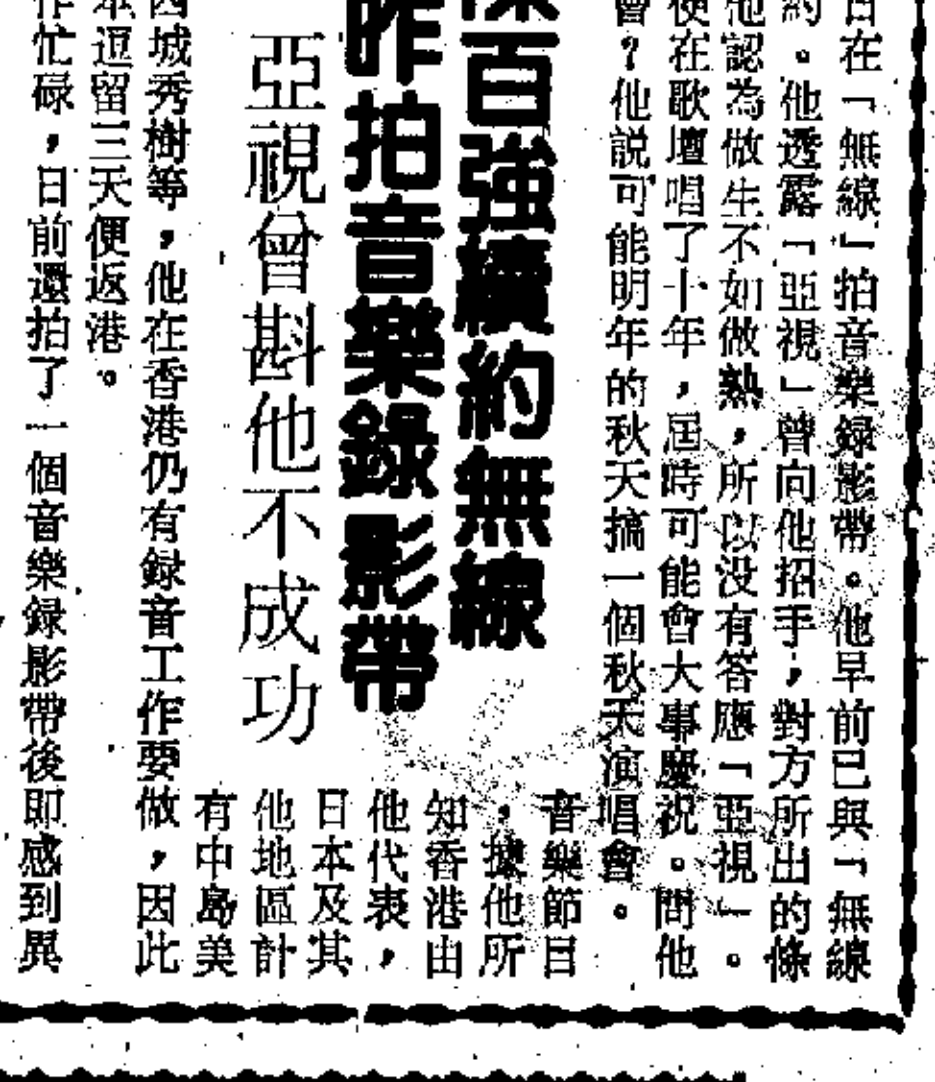 陳百強續約無線
昨拍音樂錄影帶
亞視曾斟他不成功
日在「無線」拍音樂録影帶。他早前已與「無線
約。他透露「亞視」曾向他招手，對方所出的條
他認為做生不如做熟，所以没有答應「亞視」。
便在歌壇唱了十年，屆時可能會大事慶祝。問他
會？他説可能明年的秋天搞一個秋天演唱會。
音樂節目
，據他所
知香港由
他代表，
日本及其
他地區計
有中島美
西城秀樹等，他在香港仍有録音工作要做，因此
本逗留三天便返港。
作忙碌，日前還拍了一個音樂録影帶後即感到異